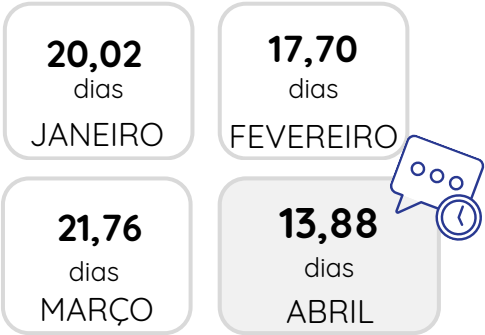 20,02
dias
JANEIRO
17,70
dias
FEVEREIRO
21,76
dias
MARÇO
13,88
dias
ABRIL